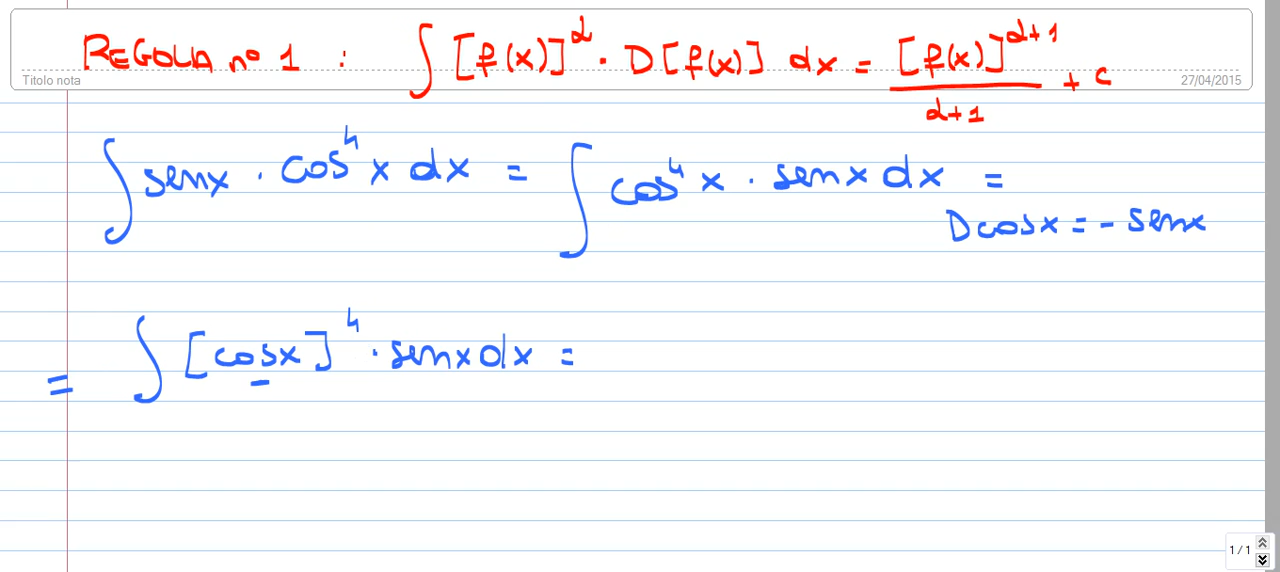 REGOLA nº 1 : ∫ [f(x)]^α · D[f(x)] dx = [f(x)]^(α+1) / (α+1) + c
Titolo nota 27/04/2015
∫ senx · cos⁴x dx = ∫ cos⁴x · senx dx =
Dcosx = - senx
= ∫ [cosx]⁴ · senx dx =
1 / 1